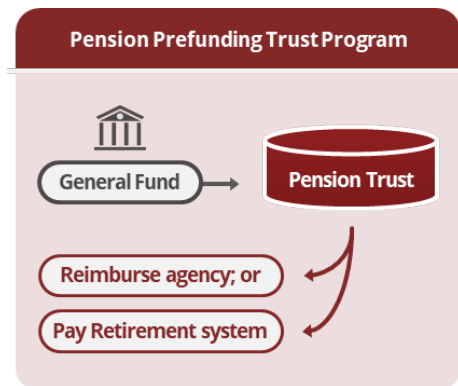 Pension Prefunding Trust Program
General Fund
Pension Trust
Reimburse agency; or
Pay Retirement system